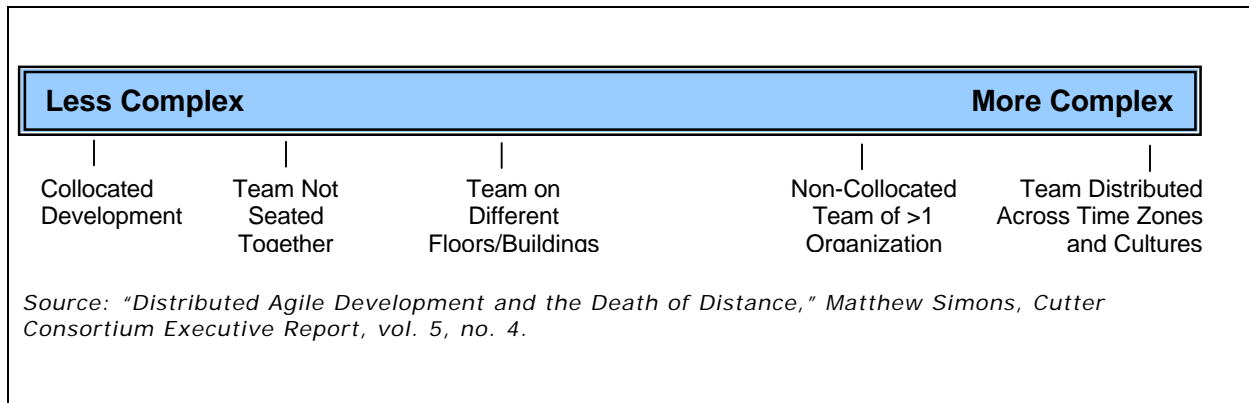 Less Complex
More Complex
Collocated
Development
Team Not
Seated
Together
Team on
Different
Floors/Buildings
Non-Collocated
Team of >1
Organization
Team Distributed
Across Time Zones
and Cultures
Source: “Distributed Agile Development and the Death of Distance,” Matthew Simons, Cutter
Consortium Executive Report, vol. 5, no. 4.